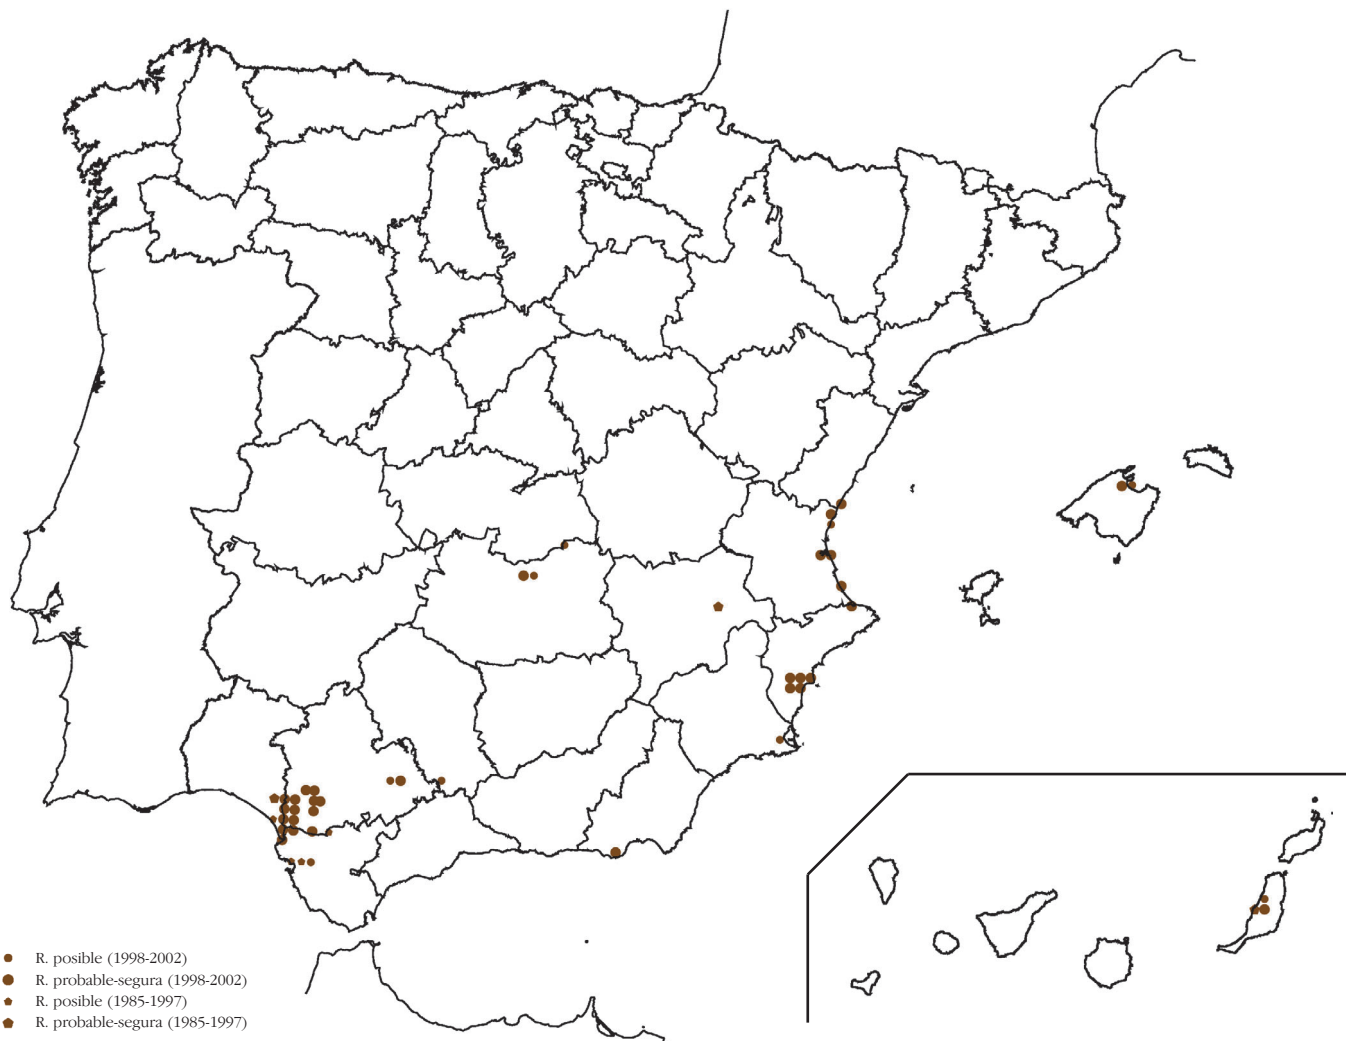 R. posible (1998-2002)
R. probable-segura (1998-2002)
R. posible (1985-1997)
R. probable-segura (1985-1997)